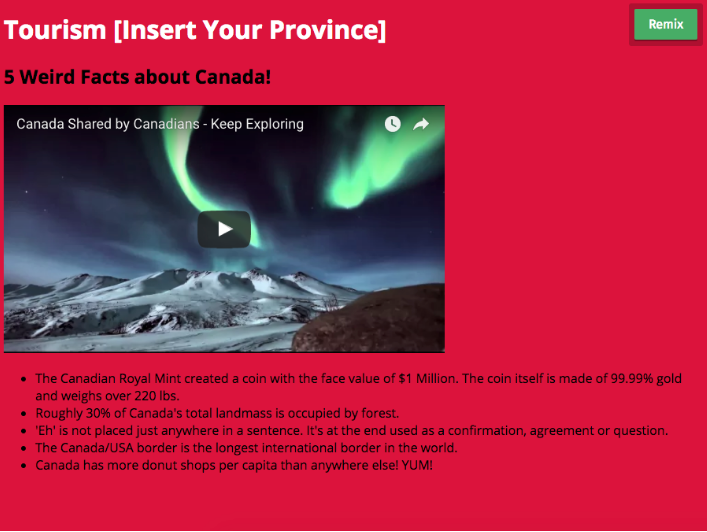 Tourism [Insert Your Province]
Remix
5 Weird Facts about Canada!
Canada Shared by Canadians - Keep Exploring
The Canadian Royal Mint created a coin with the face value of $1 Million. The coin itself is made of 99.99% gold
and weighs over 220 lbs.
Roughly 30% of Canada's total landmass is occupied by forest.
'Eh' is not placed just anywhere in a sentence. It's at the end used as a confirmation, agreement or question.
The Canada/USA border is the longest international border in the world.
Canada has more donut shops per capita than anywhere else! YUM!